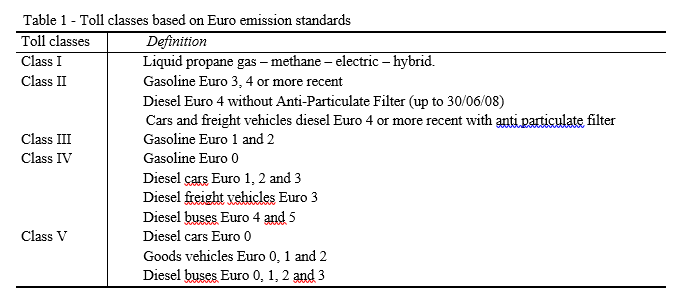 Table 1 - Toll classes based on Euro emission standards
Toll classes Definition
Class I Liquid propane gas – methane – electric – hybrid.
Class II Gasoline Euro 3, 4 or more recent
Diesel Euro 4 without Anti-Particulate Filter (up to 30/06/08)
Cars and freight vehicles diesel Euro 4 or more recent with anti particulate filter
Class III Gasoline Euro 1 and 2
Class IV Gasoline Euro 0
Diesel cars Euro 1, 2 and 3
Diesel freight vehicles Euro 3
Diesel buses Euro 4 and 5
Class V Diesel cars Euro 0
Goods vehicles Euro 0, 1 and 2
Diesel buses Euro 0, 1, 2 and 3